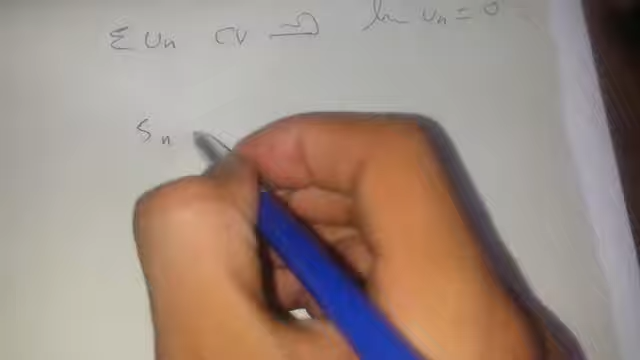 Σ Un CV ⇒ lim Un = 0
Sn